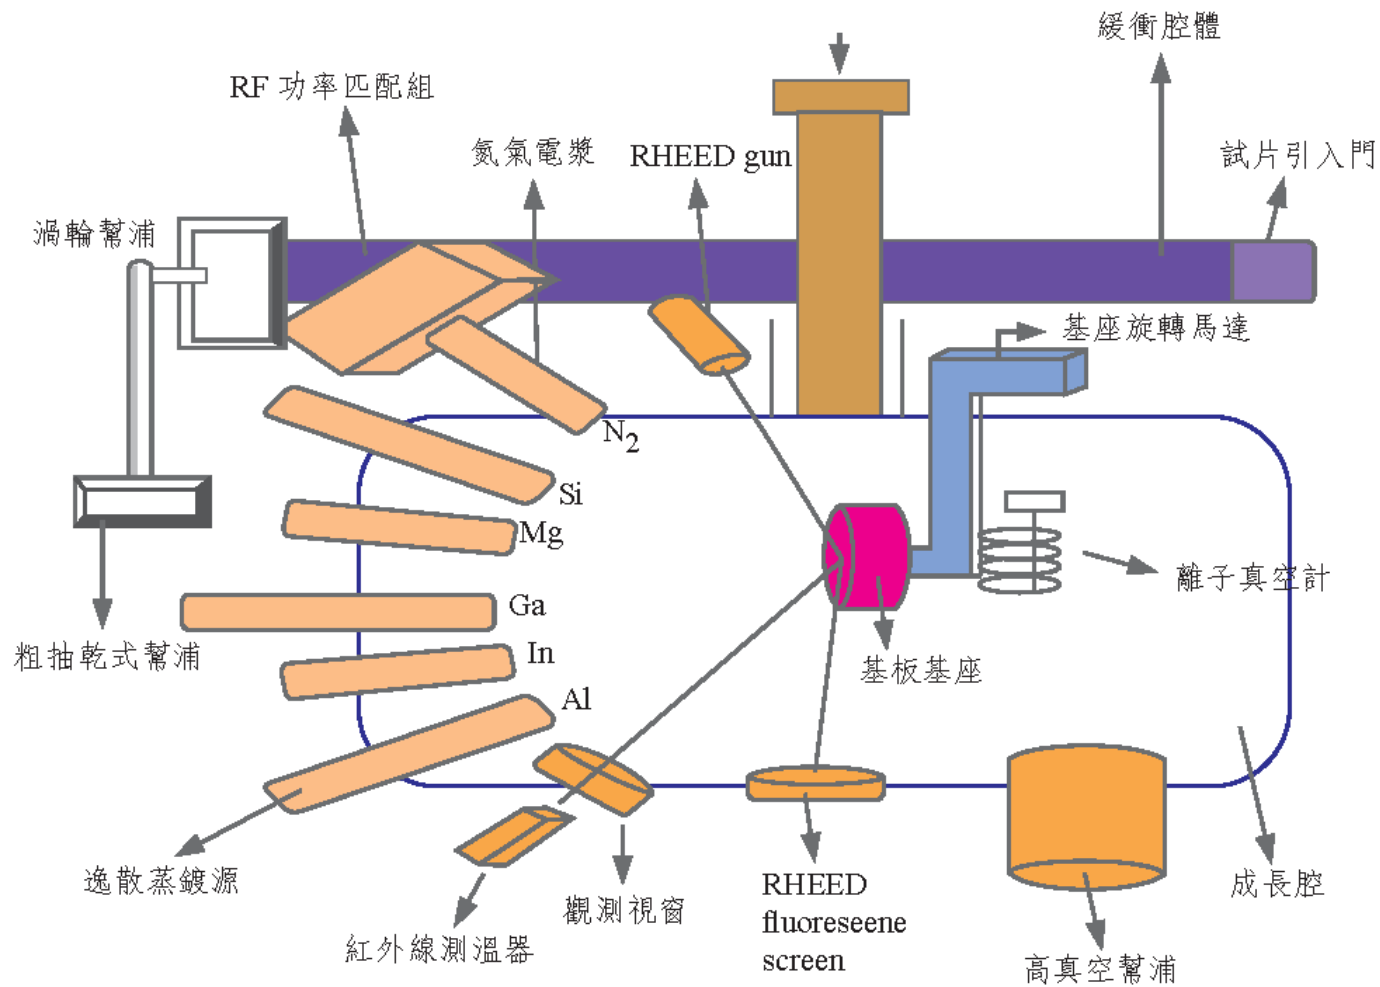 緩衝腔體
RF 功率匹配組
氮氣電漿
RHEED gun
試片引入門
渦輪幫浦
基座旋轉馬達
N2
Si
Mg
離子真空計
Ga
粗抽乾式幫浦
In
基板基座
Al
逸散蒸鍍源
觀測視窗
RHEED
fluoreseene
screen
成長腔
紅外線測溫器
高真空幫浦